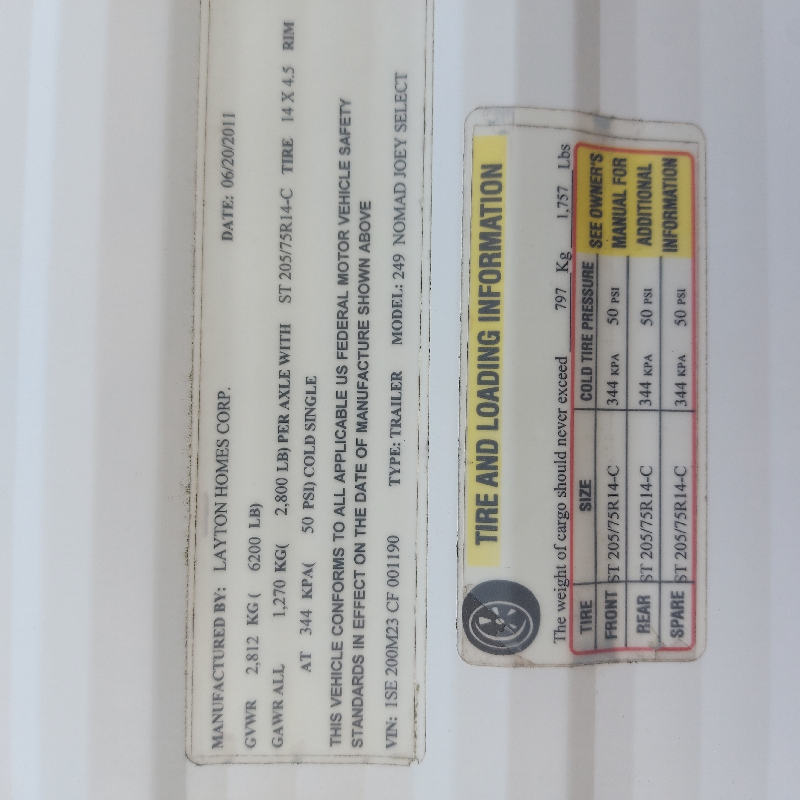 MANUFACTURED BY: LAYTON HOMES CORP. DATE: 06/20/2011
GVWR 2,812 KG ( 6200 LB)
GAWR ALL 1,270 KG( 2,800 LB) PER AXLE WITH ST 205/75R14-C TIRE 14 X 4.5 RIM
AT 344 KPA( 50 PSI) COLD SINGLE
THIS VEHICLE CONFORMS TO ALL APPLICABLE US FEDERAL MOTOR VEHICLE SAFETY
STANDARDS IN EFFECT ON THE DATE OF MANUFACTURE SHOWN ABOVE
VIN: 1SE 200M23 CF 001190 TYPE: TRAILER MODEL: 249 NOMAD JOEY SELECT
TIRE AND LOADING INFORMATION
The weight of cargo should never exceed 797 Kg 1,757 Lbs
TIRE SIZE COLD TIRE PRESSURE SEE OWNER'S
FRONT ST 205/75R14-C 344 KPA 50 PSI MANUAL FOR
REAR ST 205/75R14-C 344 KPA 50 PSI ADDITIONAL
SPARE ST 205/75R14-C 344 KPA 50 PSI INFORMATION